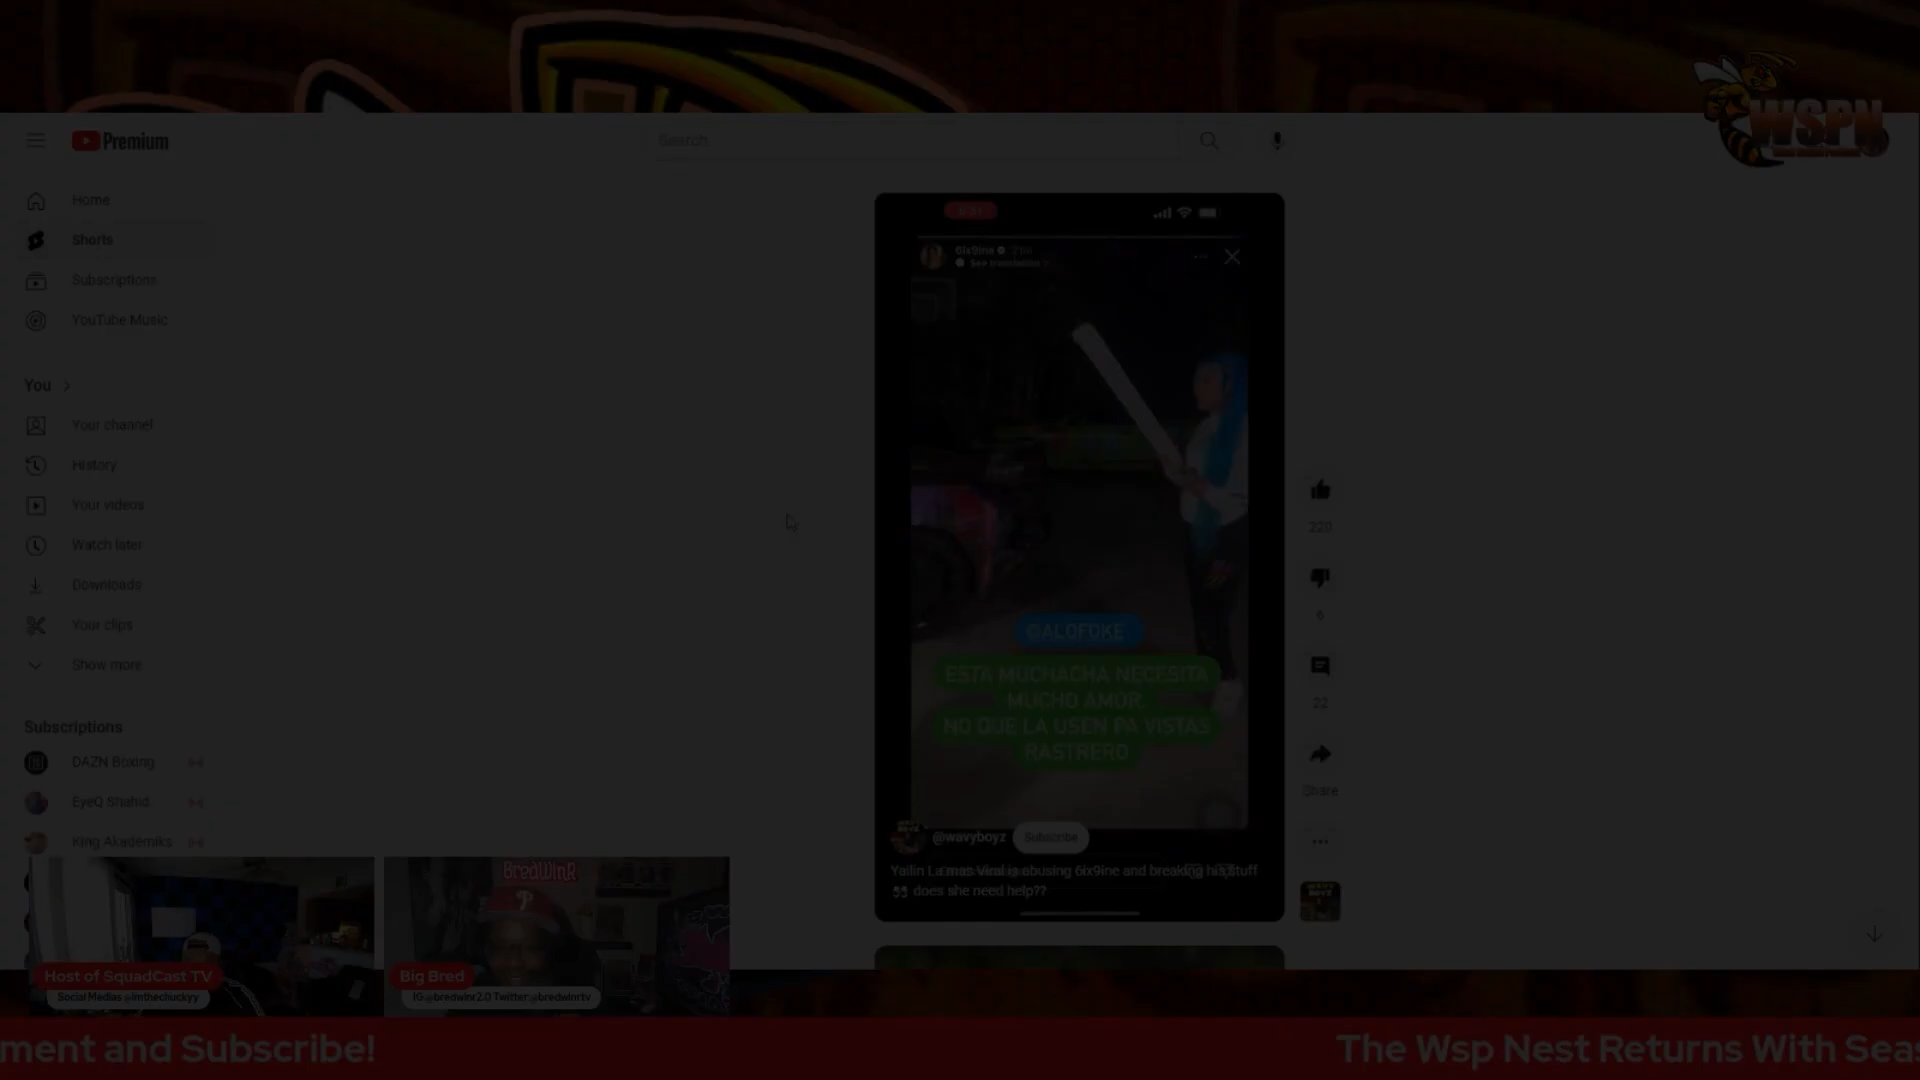 WSPN
Premium
Search
Home
Shorts
Subscriptions
YouTube Music
You
Your channel
History
Your videos
Watch later
Downloads
Your clips
Show more
Subscriptions
DAZN Boxing
EyeQ Shahid
King Akademiks
6ix9ine
See translation
@ALOFOKE
ESTA MUCHACHA NECESITA
MUCHO AMOR.
NO QUE LA USEN PA VISTAS
RASTRERO
@wavyboyz
Subscribe
Yailin La mas Viral is abusing 6ix9ine and breaking his stuff
does she need help??
220
6
22
Share
BredWinR
Host of SquadCast TV
Social Medias @imthechuckyy
Big Bred
IG@bredwinr2.0 Twitter@bredwinrtv
ment and Subscribe!
The Wsp Nest Returns With Seas